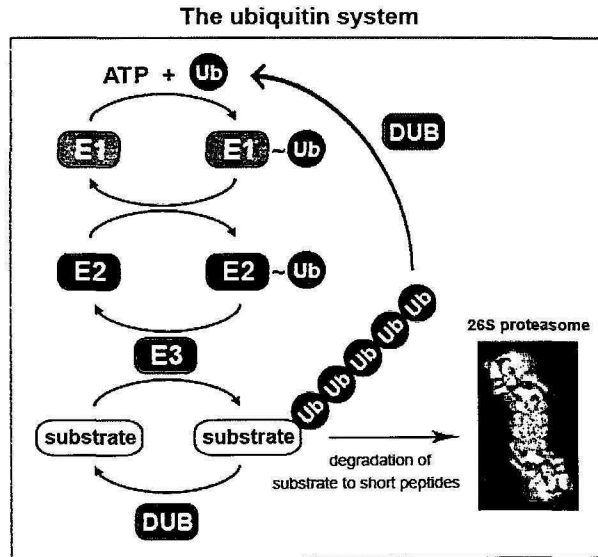 The ubiquitin system
ATP + Ub
DUB
E1 E1 ~ Ub
E2 E2 ~ Ub
Ub
Ub
Ub
Ub
Ub
26S proteasome
E3
substrate substrate
degradation of
substrate to short peptides
DUB